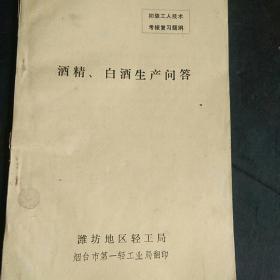 初级工人技术
考核复习题纲
酒精、白酒生产问答
潍坊地区轻工局
烟台市第一轻工业局翻印